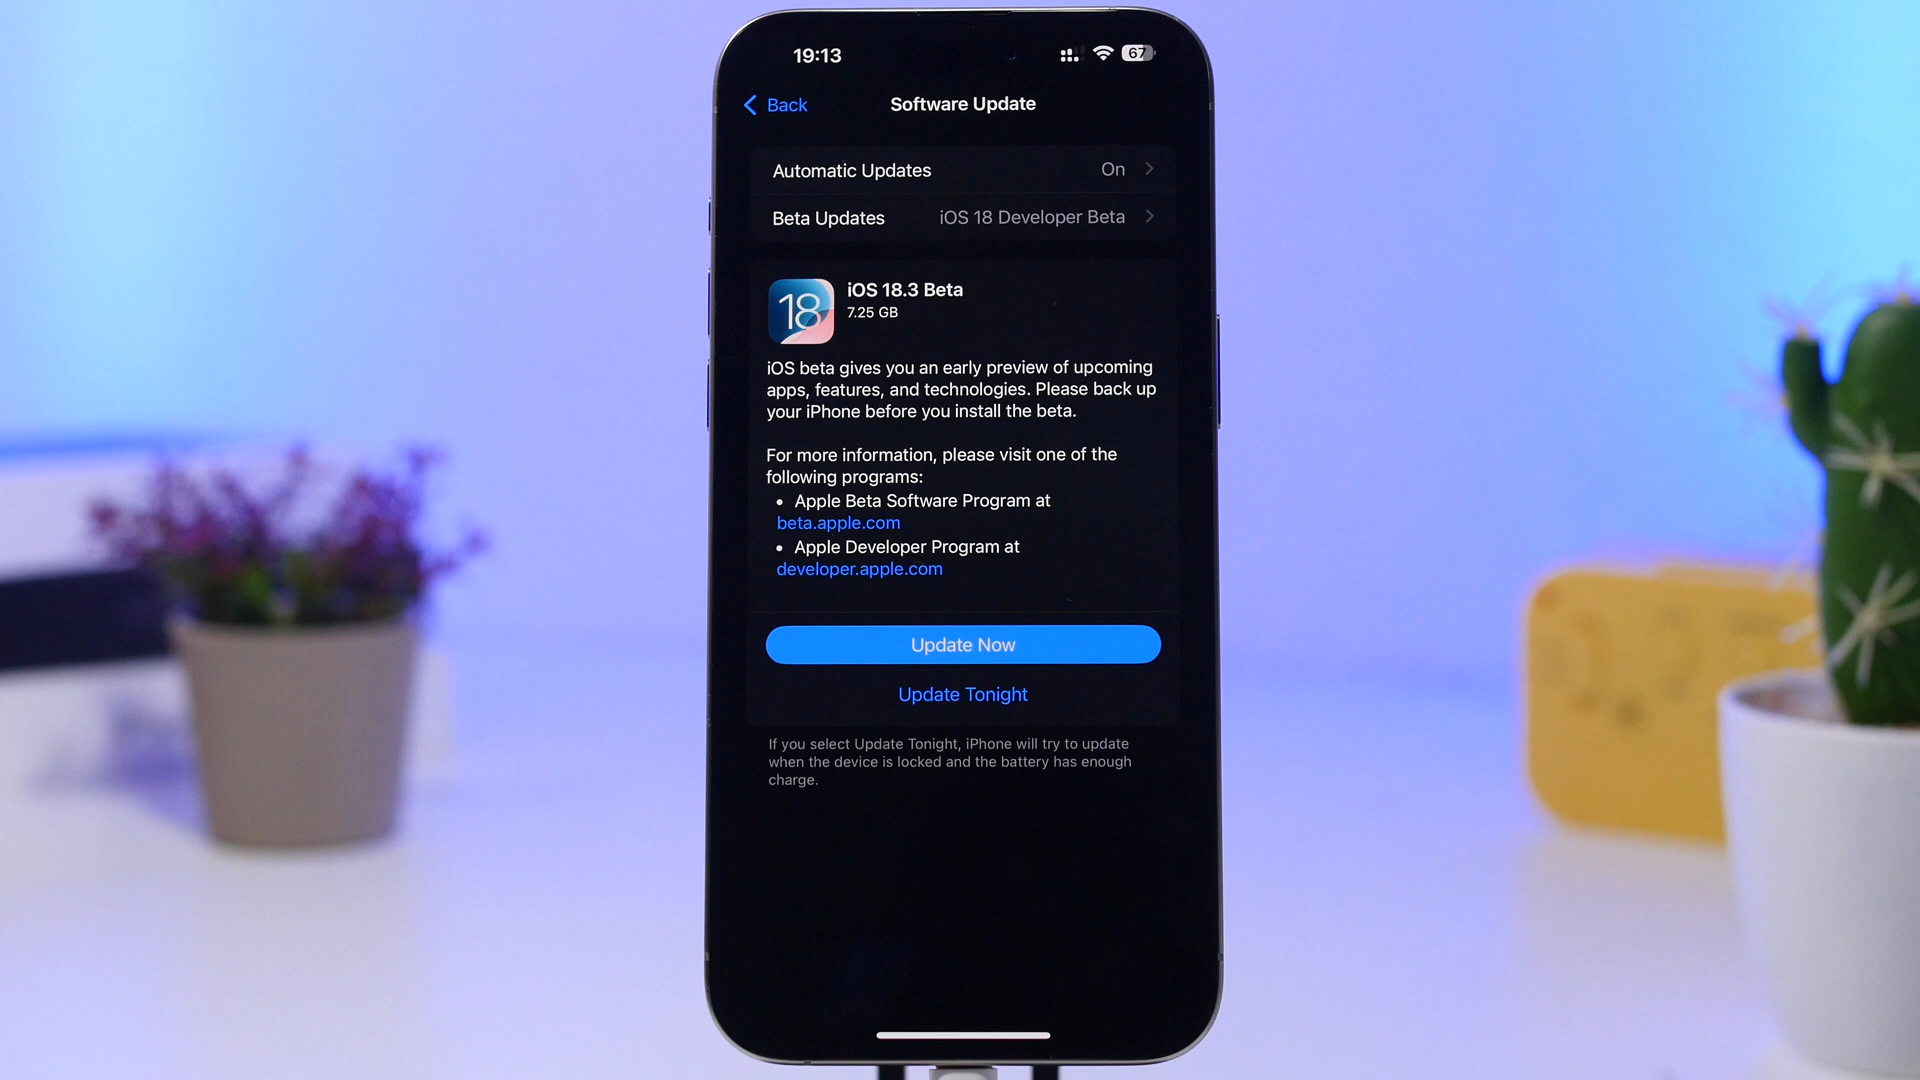 19:13
67
Back
Software Update
Automatic Updates On
Beta Updates iOS 18 Developer Beta
18
iOS 18.3 Beta
7.25 GB
iOS beta gives you an early preview of upcoming
apps, features, and technologies. Please back up
your iPhone before you install the beta.
For more information, please visit one of the
following programs:
• Apple Beta Software Program at
beta.apple.com
• Apple Developer Program at
developer.apple.com
Update Now
Update Tonight
If you select Update Tonight, iPhone will try to update
when the device is locked and the battery has enough
charge.